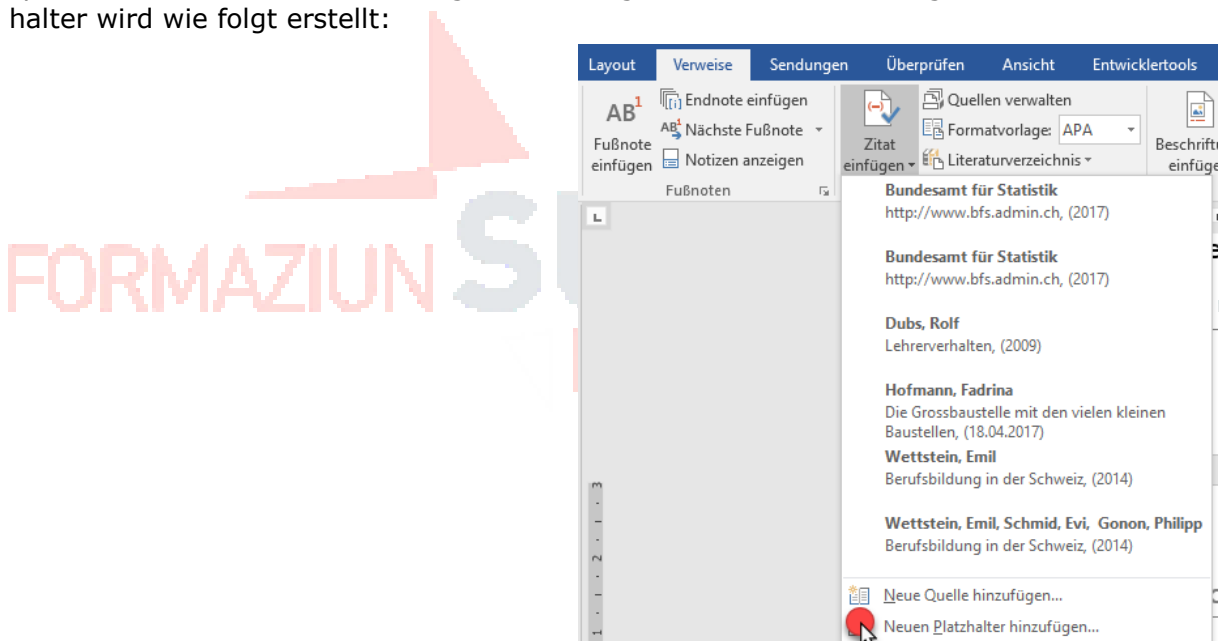 halter wird wie folgt erstellt:
Layout Verweise Sendungen Überprüfen Ansicht Entwicklertools
AB1 Endnote einfügen
Nächste Fußnote
Fußnote einfügen
Notizen anzeigen
Fußnoten
Zitat einfügen
Quellen verwalten
Formatvorlage: APA
Literaturverzeichnis
einfüge
Bundesamt für Statistik
http://www.bfs.admin.ch, (2017)
Bundesamt für Statistik
http://www.bfs.admin.ch, (2017)
Dubs, Rolf
Lehrerverhalten, (2009)
Hofmann, Fadrina
Die Grossbaustelle mit den vielen kleinen
Baustellen, (18.04.2017)
Wettstein, Emil
Berufsbildung in der Schweiz, (2014)
Wettstein, Emil, Schmid, Evi, Gonon, Philipp
Berufsbildung in der Schweiz, (2014)
Neue Quelle hinzufügen...
Neuen Platzhalter hinzufügen...
FORMAZIUN
3
2
1